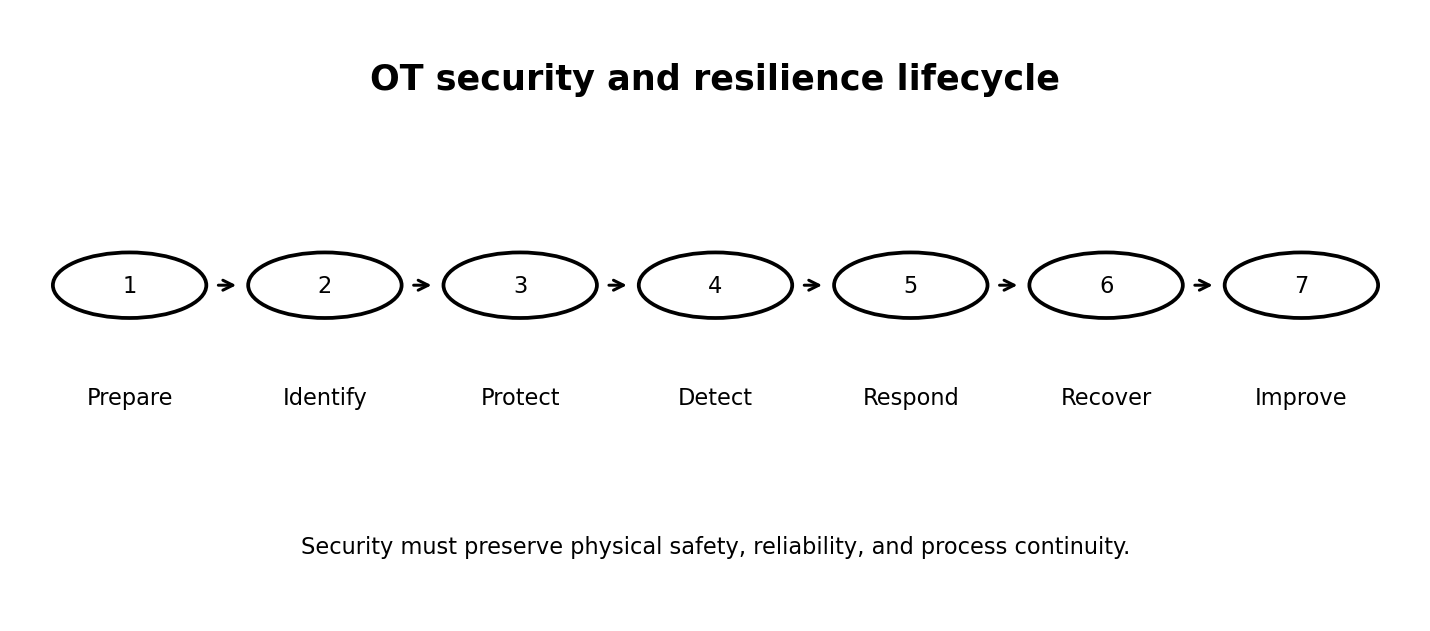 OT security and resilience lifecycle
1 2 3 4 5 6 7
Prepare Identify Protect Detect Respond Recover Improve
Security must preserve physical safety, reliability, and process continuity.